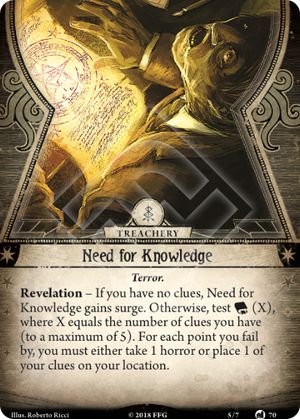 TREACHERY
Need for Knowledge
Terror.
Revelation – If you have no clues, Need for
Knowledge gains surge. Otherwise, test (X),
where X equals the number of clues you have
(to a maximum of 5). For each point you fail
by, you must either take 1 horror or place 1 of
your clues on your location.
Illus. Roberto Ricci © 2018 FFG 5/7 70